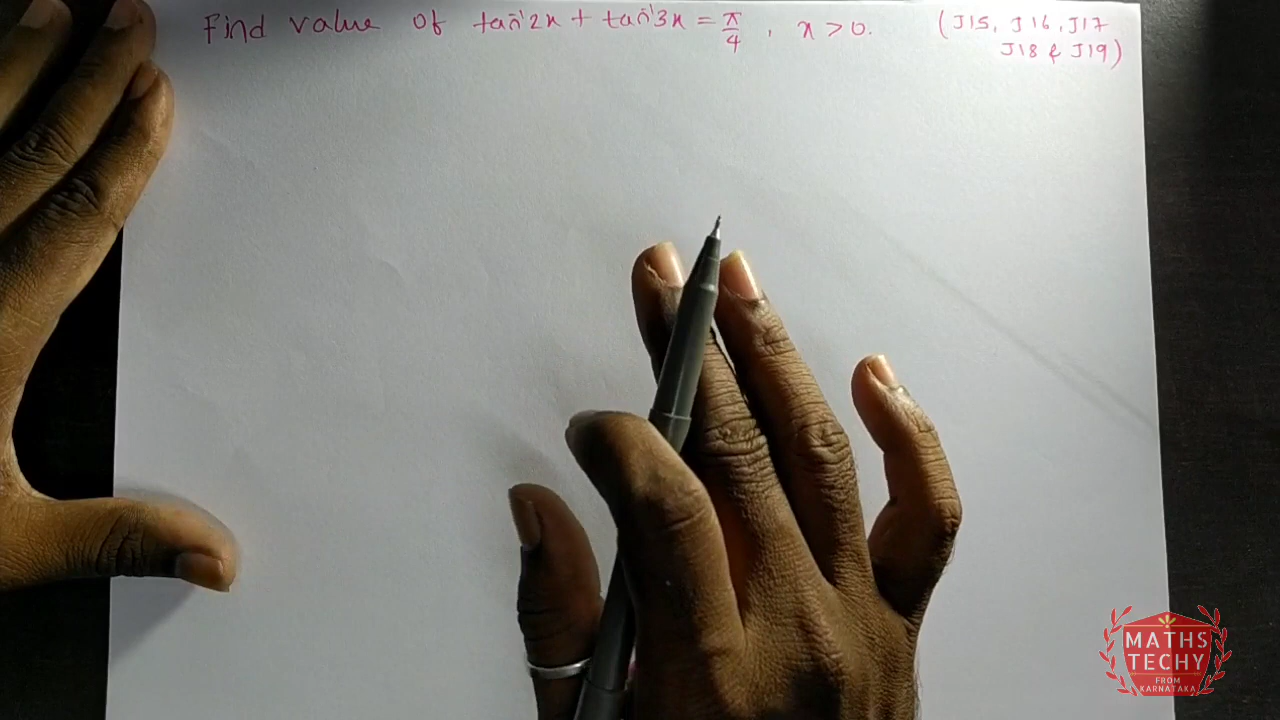 Find value of tan⁻¹2x + tan⁻¹3x = π/4, x > 0. (J15, J16, J17
J18 & J19)
MATHS
TECHY
FROM
KARNATAKA